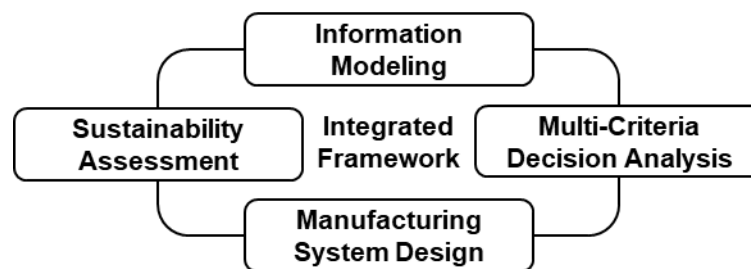 Information
Modeling
Sustainability
Assessment
Integrated
Framework
Multi-Criteria
Decision Analysis
Manufacturing
System Design